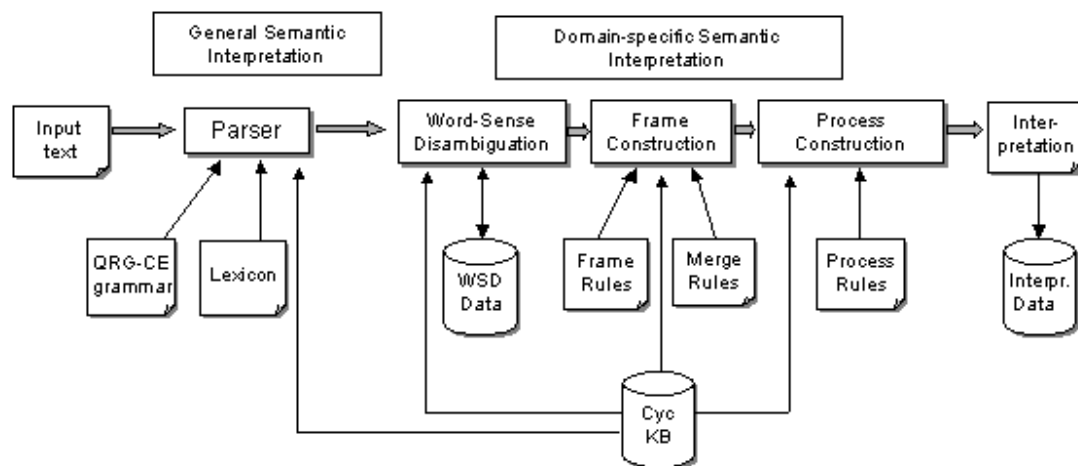 General Semantic
Interpretation
Domain-specific Semantic
Interpretation
Input
text
Parser
Word-Sense
Disambiguation
Frame
Construction
Process
Construction
Inter-
pretation
QRG-CE
grammar
Lexicon
WSD
Data
Frame
Rules
Merge
Rules
Process
Rules
Interpr.
Data
Cyc
KB